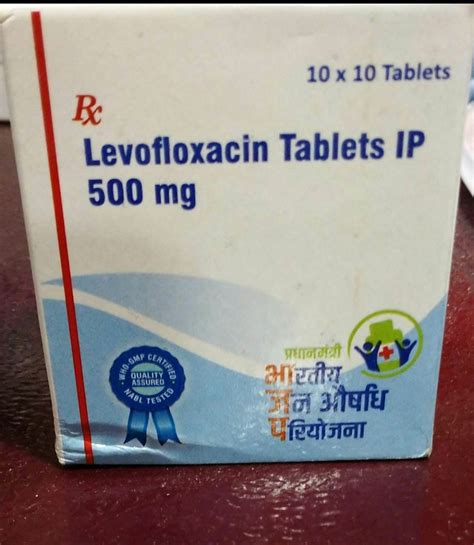 10 x 10 Tablets
Rx
Levofloxacin Tablets IP
500 mg
प्रधानमंत्री
भारतीय
जन औषधि
परियोजना
WHO-GMP CERTIFIED
QUALITY
ASSURED
NABL TESTED